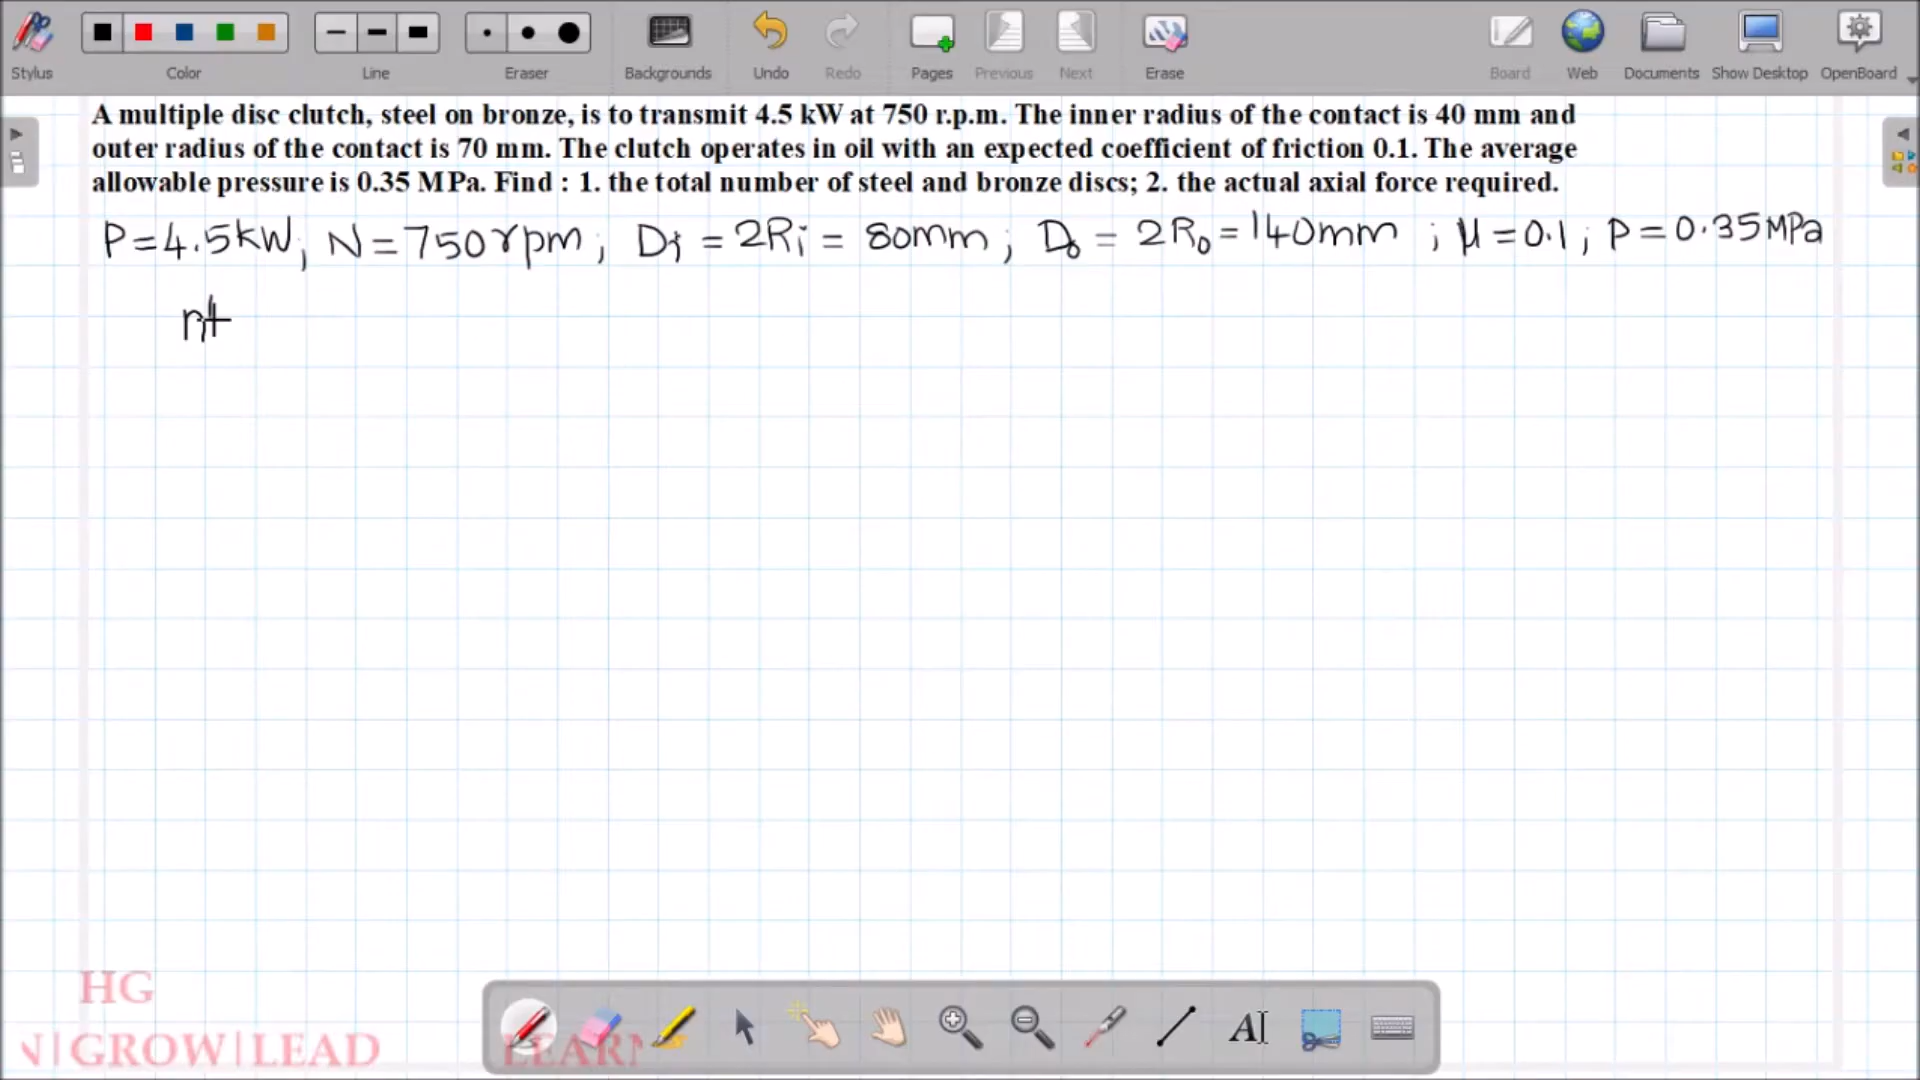 Stylus Color Line Eraser Backgrounds Undo Redo Pages Previous Next Erase Board Web Documents Show Desktop OpenBoard
A multiple disc clutch, steel on bronze, is to transmit 4.5 kW at 750 r.p.m. The inner radius of the contact is 40 mm and
outer radius of the contact is 70 mm. The clutch operates in oil with an expected coefficient of friction 0.1. The average
allowable pressure is 0.35 MPa. Find : 1. the total number of steel and bronze discs; 2. the actual axial force required.
P=4.5kW; N=750rpm; Di = 2Ri = 80mm; Do = 2Ro=140mm ; μ=0.1; P=0.35MPa
HG
N|GROW|LEAD LEARN
AI